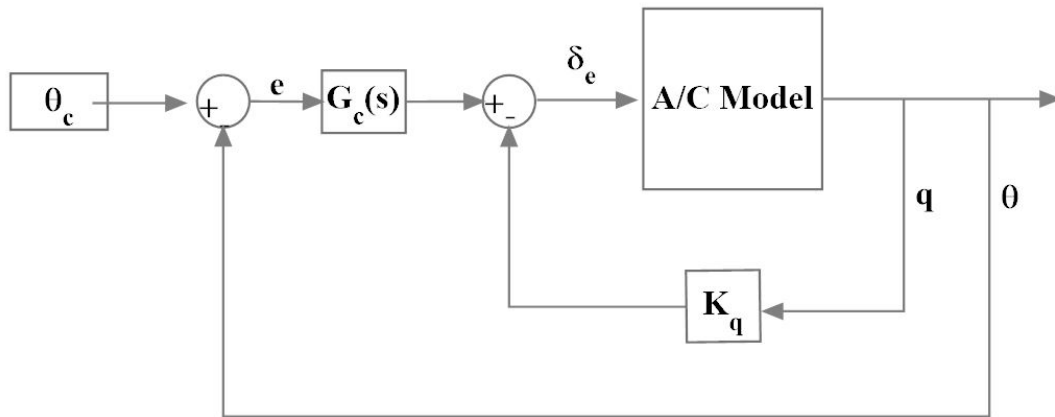 θc
+
-
e
Gc(s)
+
-
δe
A/C Model
q
θ
Kq